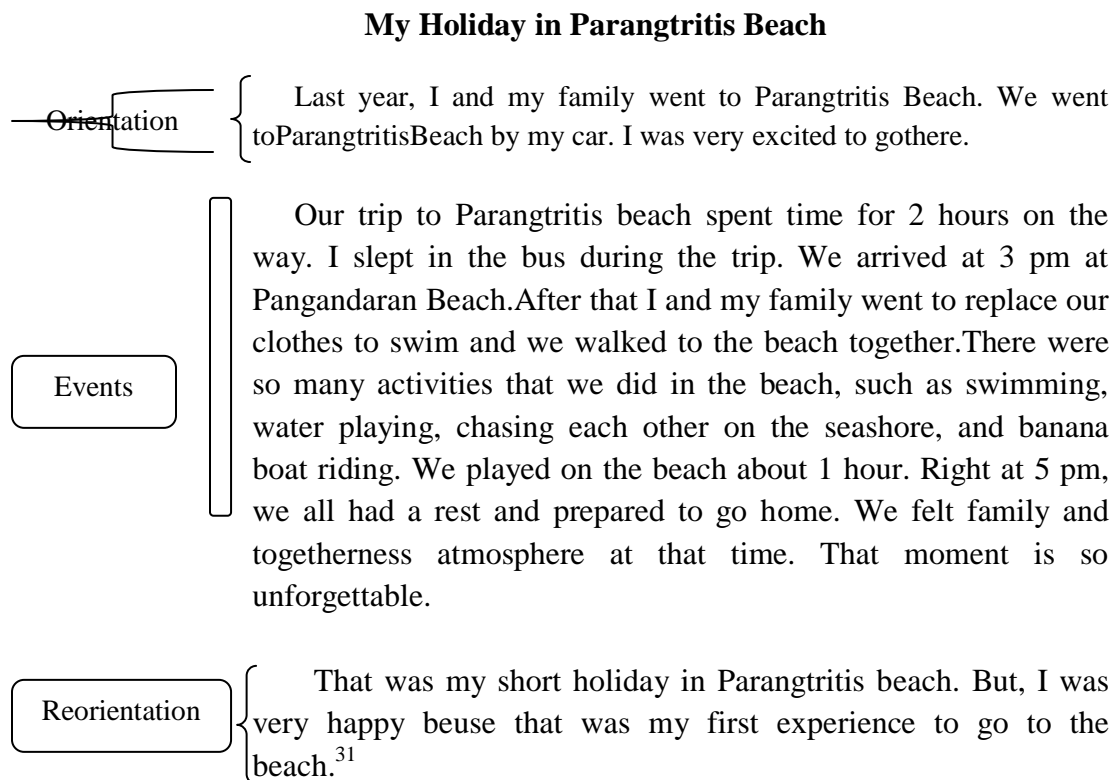 My Holiday in Parangtritis Beach
Orientation
Last year, I and my family went to Parangtritis Beach. We went
toParangtritisBeach by my car. I was very excited to gothere.
Our trip to Parangtritis beach spent time for 2 hours on the
way. I slept in the bus during the trip. We arrived at 3 pm at
Pangandaran Beach.After that I and my family went to replace our
clothes to swim and we walked to the beach together.There were
Events
so many activities that we did in the beach, such as swimming,
water playing, chasing each other on the seashore, and banana
boat riding. We played on the beach about 1 hour. Right at 5 pm,
we all had a rest and prepared to go home. We felt family and
togetherness atmosphere at that time. That moment is so
unforgettable.
Reorientation
That was my short holiday in Parangtritis beach. But, I was
very happy beuse that was my first experience to go to the
beach.31